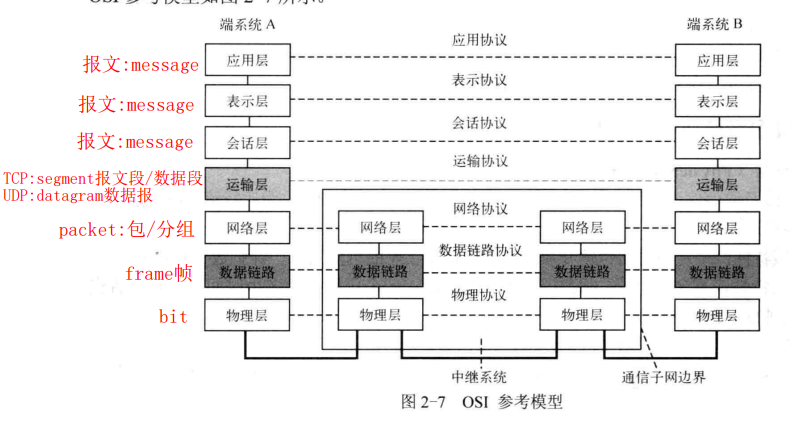 OSI 参考模型如图 2-7 所示。
端系统 A
端系统 B
应用协议
报文:message
应用层
应用层
表示协议
报文:message
表示层
表示层
会话协议
报文:message
会话层
会话层
运输协议
TCP:segment报文段/数据段
UDP:datagram数据报
运输层
运输层
网络协议
packet:包/分组
网络层
网络层
网络层
网络层
数据链路协议
frame帧
数据链路
数据链路
数据链路
数据链路
物理协议
bit
物理层
物理层
物理层
物理层
中继系统
通信子网边界
图 2-7 OSI 参考模型